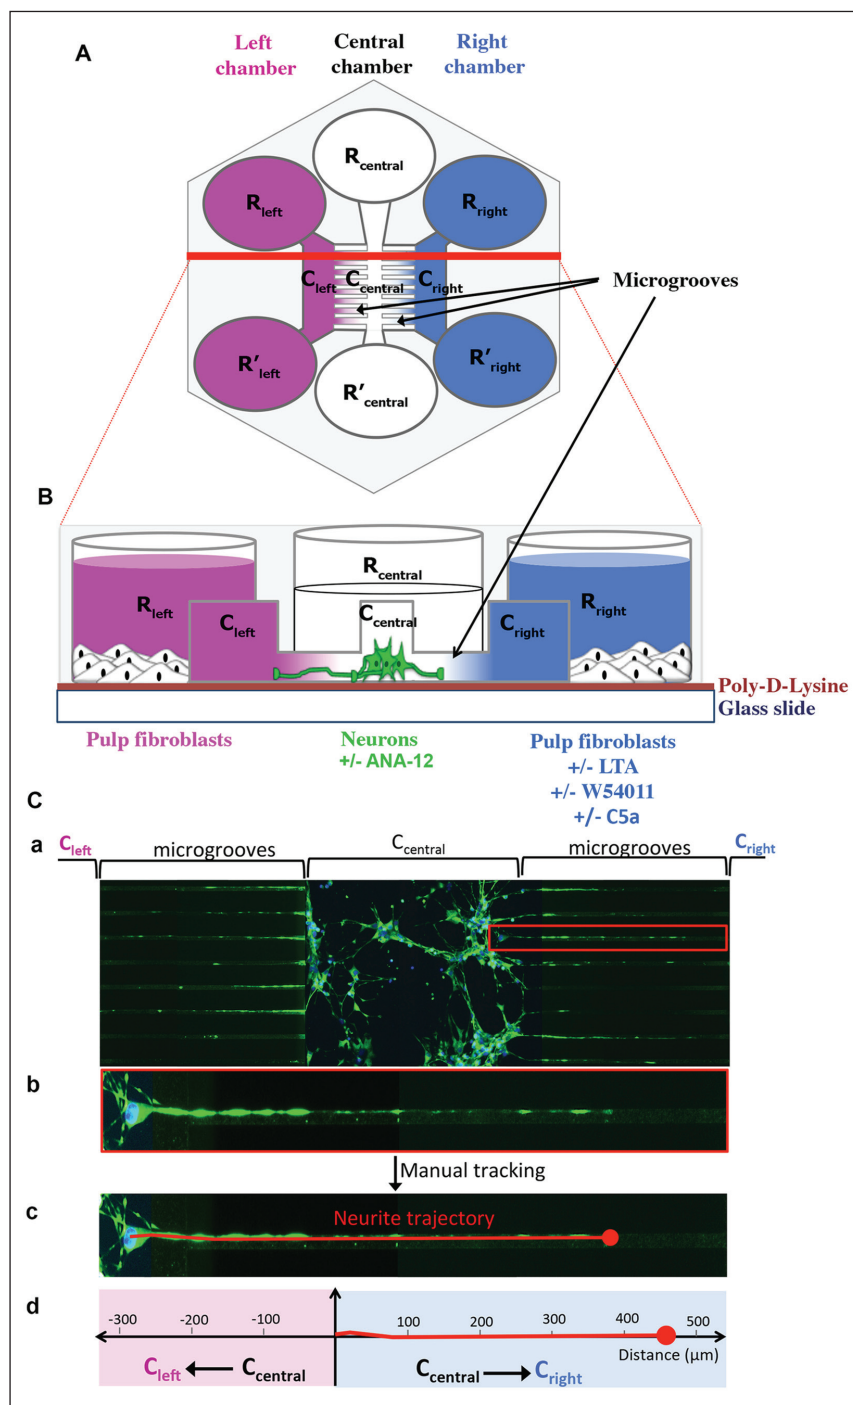 A
Left chamber
Central chamber
Right chamber
R central
R left
R right
C left
C central
C right
Microgrooves
R' left
R' right
R' central
B
R left
R central
R right
C left
C central
C right
Poly-D-Lysine
Glass slide
Pulp fibroblasts
Neurons
+/- ANA-12
Pulp fibroblasts
+/- LTA
+/- W54011
+/- C5a
C
a
C left
microgrooves
C central
microgrooves
C right
b
Manual tracking
c
Neurite trajectory
d
-300 -200 -100 100 200 300 400 500
Distance (μm)
C left C central
C central C right